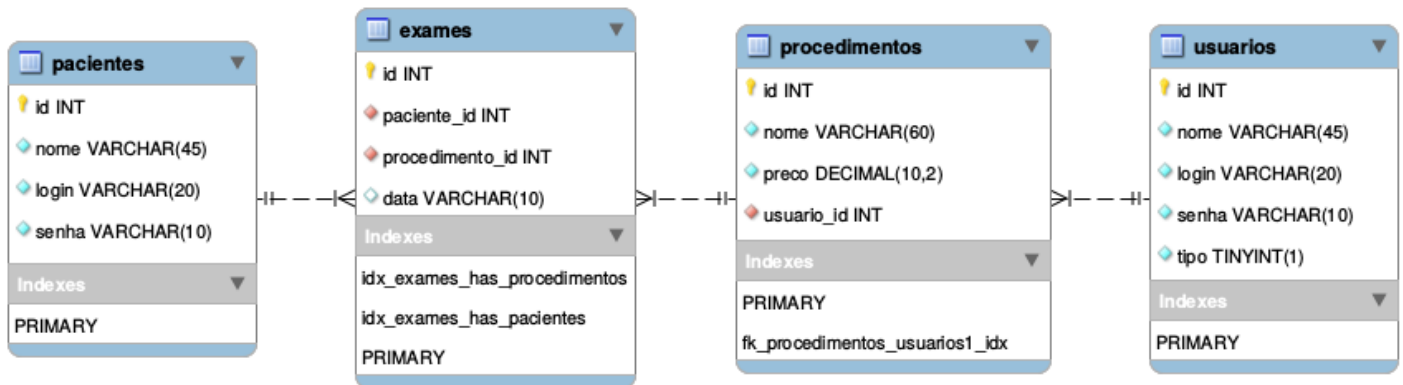 pacientes
id INT
nome VARCHAR(45)
login VARCHAR(20)
senha VARCHAR(10)
Indexes
PRIMARY
exames
id INT
paciente_id INT
procedimento_id INT
data VARCHAR(10)
Indexes
idx_exames_has_procedimentos
idx_exames_has_pacientes
PRIMARY
procedimentos
id INT
nome VARCHAR(60)
preco DECIMAL(10,2)
usuario_id INT
Indexes
PRIMARY
fk_procedimentos_usuarios1_idx
usuarios
id INT
nome VARCHAR(45)
login VARCHAR(20)
senha VARCHAR(10)
tipo TINYINT(1)
Indexes
PRIMARY